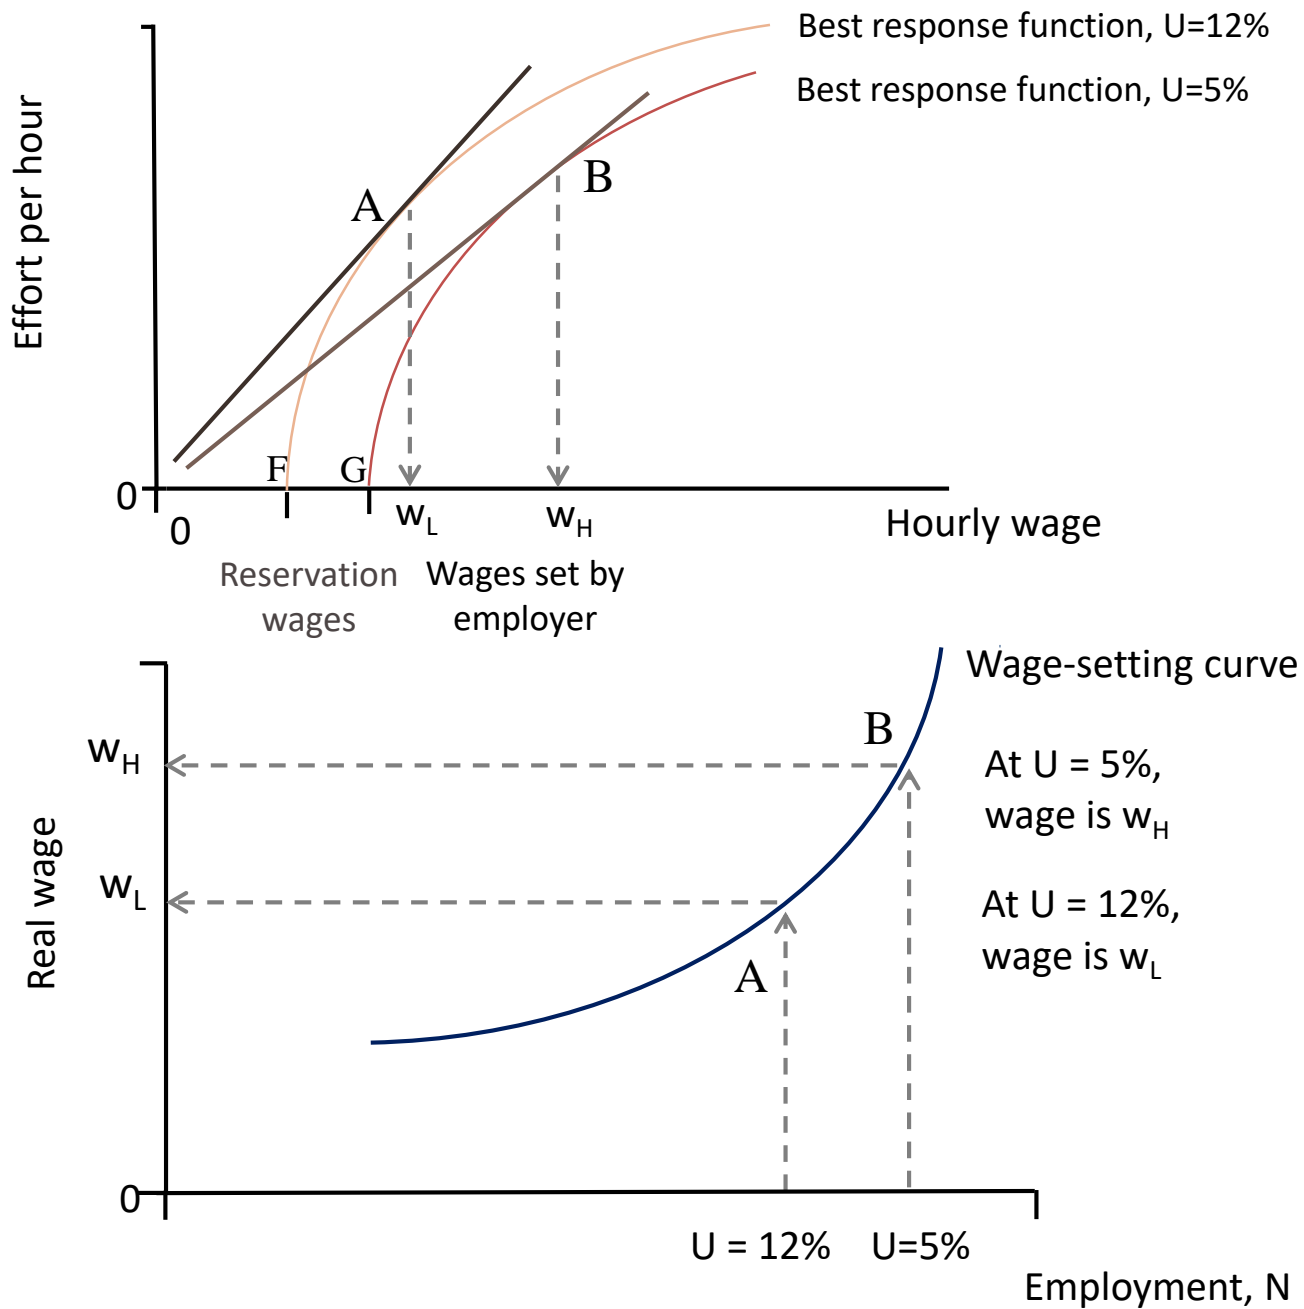 Best response function, U=12%
Best response function, U=5%
Effort per hour
A
B
F
G
0
0
wL
wH
Hourly wage
Reservation
wages
Wages set by
employer
Wage-setting curve
B
wH
At U = 5%,
wage is wH
Real wage
wL
At U = 12%,
wage is wL
A
0
U = 12%
U=5%
Employment, N